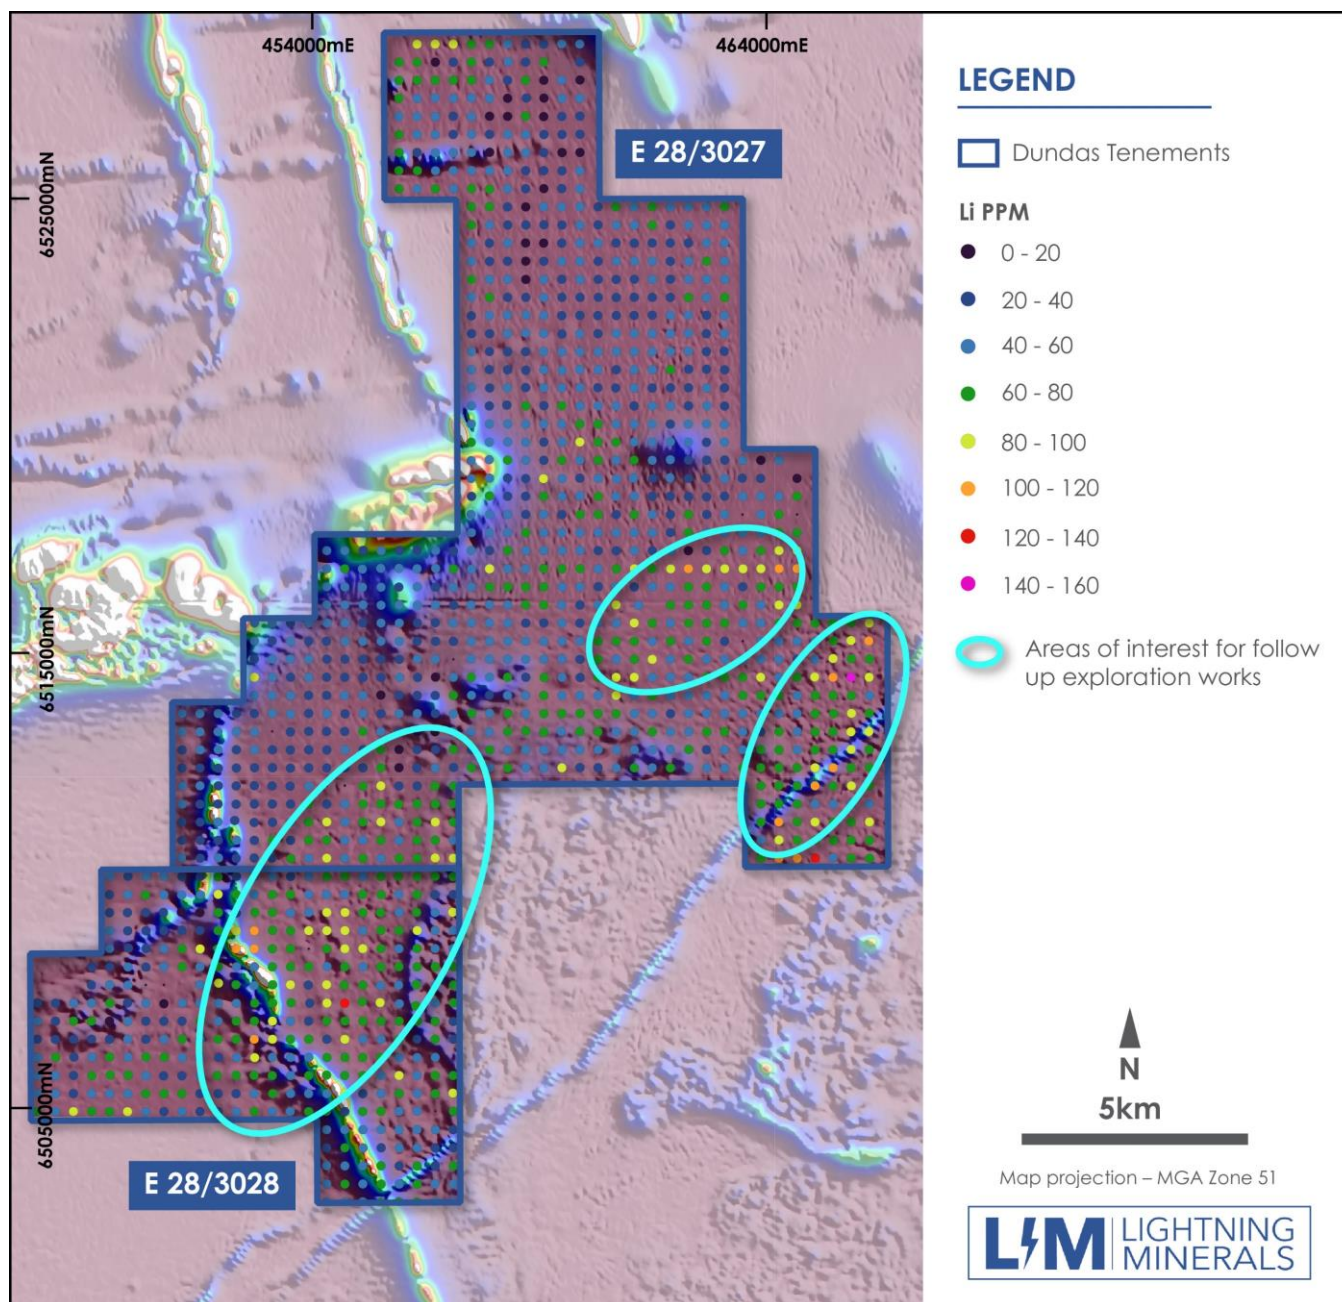 454000mE
464000mE
6525000mN
E 28/3027
6515000mN
6505000mN
E 28/3028
LEGEND
Dundas Tenements
Li PPM
0 - 20
20 - 40
40 - 60
60 - 80
80 - 100
100 - 120
120 - 140
140 - 160
Areas of interest for follow
up exploration works
N
5km
Map projection – MGA Zone 51
LM LIGHTNING
MINERALS